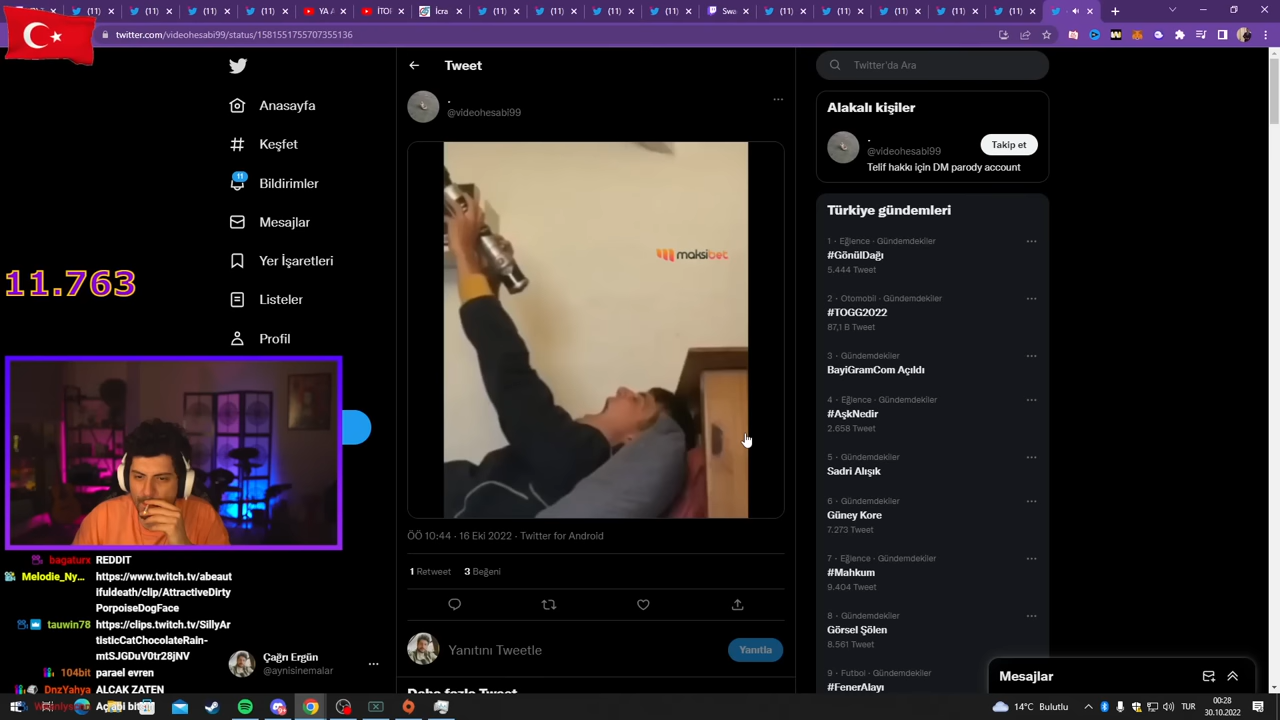 twitter.com/videohesabi99/status/1581551755707355136
Tweet
Twitter'da Ara
Anasayfa
Keşfet
11
Bildirimler
Mesajlar
Yer İşaretleri
Listeler
Profil
.
@videohesabi99
maksibet
ÖÖ 10:44 · 16 Eki 2022 · Twitter for Android
1 Retweet 3 Beğeni
Yanıtını Tweetle
Yanıtla
Alakalı kişiler
.
@videohesabi99
Takip et
Telif hakkı için DM parody account
Türkiye gündemleri
1 · Eğlence · Gündemdekiler
#GönülDağı
5.444 Tweet
2 · Otomobil · Gündemdekiler
#TOGG2022
87,1 B Tweet
3 · Gündemdekiler
BayiGramCom Açıldı
4 · Eğlence · Gündemdekiler
#AşkNedir
2.658 Tweet
5 · Gündemdekiler
Sadri Alışık
6 · Gündemdekiler
Güney Kore
7.273 Tweet
7 · Eğlence · Gündemdekiler
#Mahkum
9.404 Tweet
8 · Gündemdekiler
Görsel Şölen
8.561 Tweet
9 · Futbol · Gündemdekiler
#FenerAlayı
Mesajlar
11.763
bagaturx REDDIT
Melodie_Ny... https://www.twitch.tv/abeaut
ifuldeath/clip/AttractiveDirty
PorpoiseDogFace
tauwin78 https://clips.twitch.tv/SillyAr
tisticCatChocolateRain-
mtSJGDuV0tr28jNV
104bit parael evren
DnzYahya ALCAK ZATEN
Çağrı Ergün
@aynisinemalar
14°C Bulutlu
TUR
00:28
30.10.2022